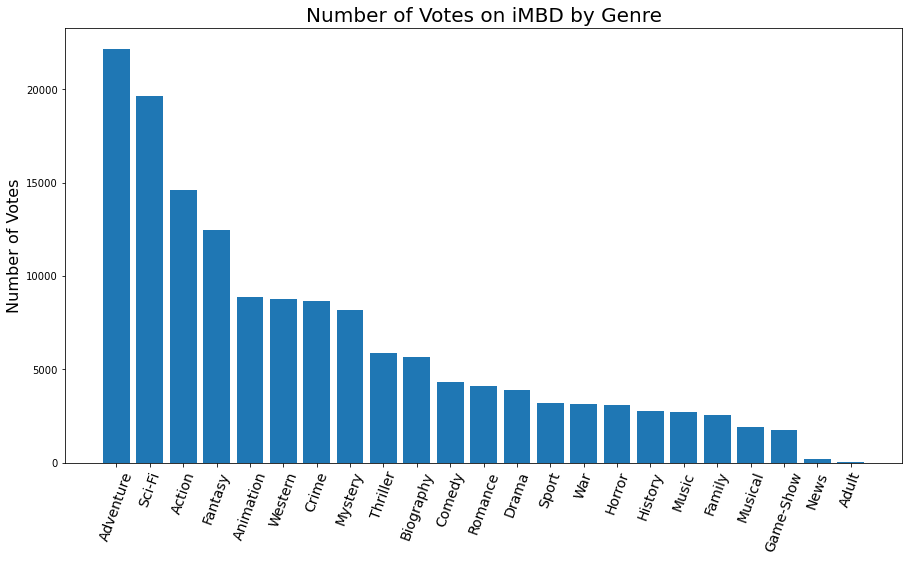 Number of Votes on iMBD by Genre
Number of Votes
20000
15000
10000
5000
0
Adventure
Sci-Fi
Action
Fantasy
Animation
Western
Crime
Mystery
Thriller
Biography
Comedy
Romance
Drama
Sport
War
Horror
History
Music
Family
Musical
Game-Show
News
Adult